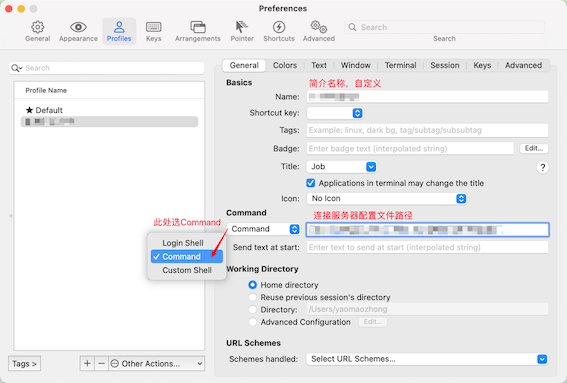 Preferences
General
Appearance
Profiles
Keys
Arrangements
Pointer
Shortcuts
Advanced
Search
Search
Search
Profile Name
★ Default
General
Colors
Text
Window
Terminal
Session
Keys
Advanced
Basics
简介名称，自定义
Name:
Shortcut key:
Tags:
Example: linux, dark bg, tag/subtag/subsubtag
Badge:
Enter badge text (interpolated string)
Edit...
Title:
Job
?
Applications in terminal may change the title
Icon:
No Icon
此处选Command
Command
连接服务器配置文件路径
Command
Login Shell
✓ Command
Custom Shell
Send text at start:
Enter text to send at start (interpolated string)
Working Directory
Home directory
Reuse previous session's directory
Directory:
/Users/yaomaozhong
Advanced Configuration
Edit...
URL Schemes
Schemes handled:
Select URL Schemes...
Tags >
+
−
Other Actions...